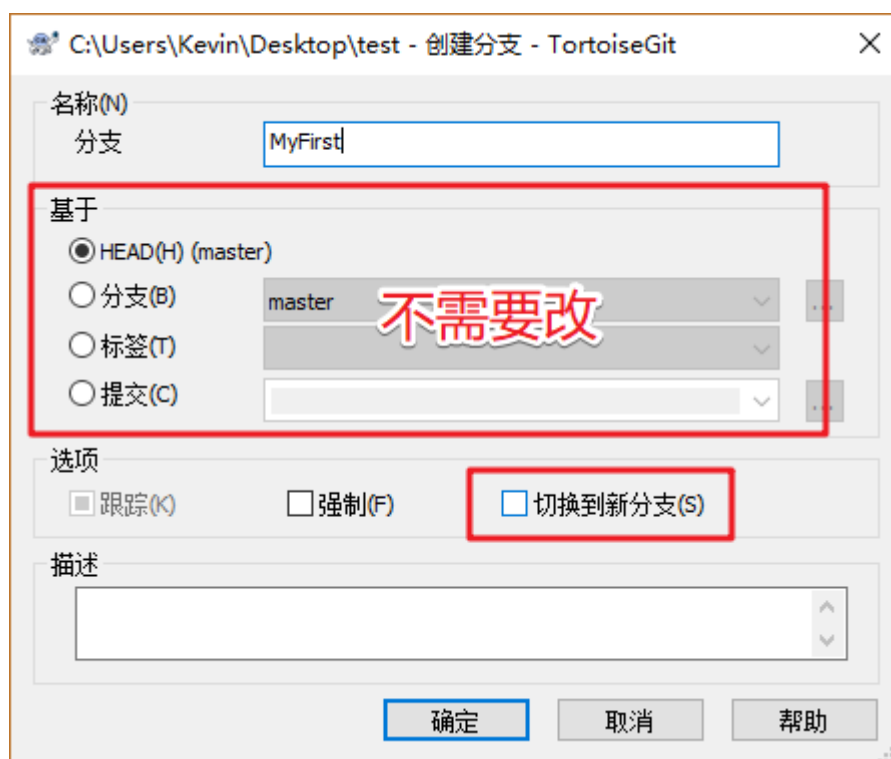 C:\Users\Kevin\Desktop\test - 创建分支 - TortoiseGit
名称(N)
分支 MyFirst
基于
HEAD(H) (master)
分支(B) master ...
不需要改
标签(T)
提交(C) ...
选项
跟踪(K) 强制(F) 切换到新分支(S)
描述
确定 取消 帮助